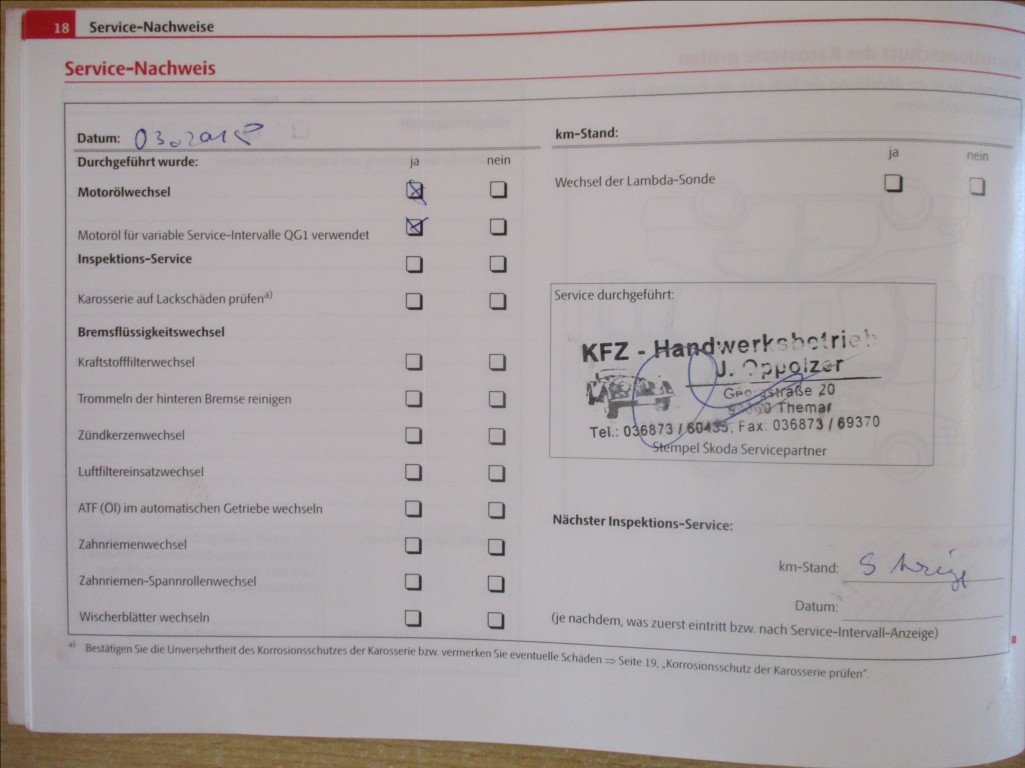 18 Service-Nachweise
Service-Nachweis
Datum: 03.2018
Durchgeführt wurde: ja nein
Motorölwechsel
Motoröl für variable Service-Intervalle QG1 verwendet
Inspektions-Service
Karosserie auf Lackschäden prüfen a)
Bremsflüssigkeitswechsel
Kraftstofffilterwechsel
Trommeln der hinteren Bremse reinigen
Zündkerzenwechsel
Luftfiltereinsatzwechsel
ATF (Öl) im automatischen Getriebe wechseln
Zahnriemenwechsel
Zahnriemen-Spannrollenwechsel
Wischerblätter wechseln
km-Stand:
ja nein
Wechsel der Lambda-Sonde
Service durchgeführt:
KFZ - Handwerksbetrieb
J. Oppolzer
20
Themar
Tel.: 036873 / 60435, Fax. 036873 / 69370
Stempel Škoda Servicepartner
Nächster Inspektions-Service:
km-Stand:
Datum:
(je nachdem, was zuerst eintritt bzw. nach Service-Intervall-Anzeige)
a) Bestätigen Sie die Unversehrtheit des Korrosionsschutzes der Karosserie bzw. vermerken Sie eventuelle Schäden ⇒ Seite 19, „Korrosionsschutz der Karosserie prüfen".